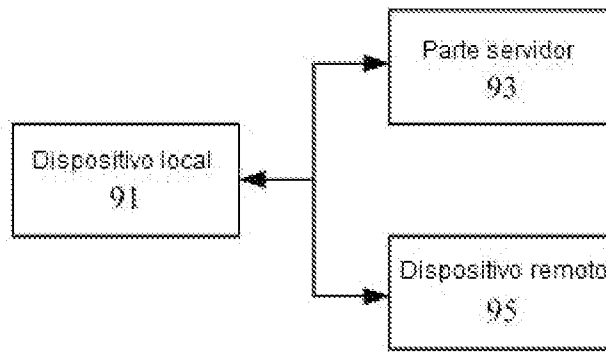 Parte servidor
93
Dispositivo local
91
Dispositivo remoto
95